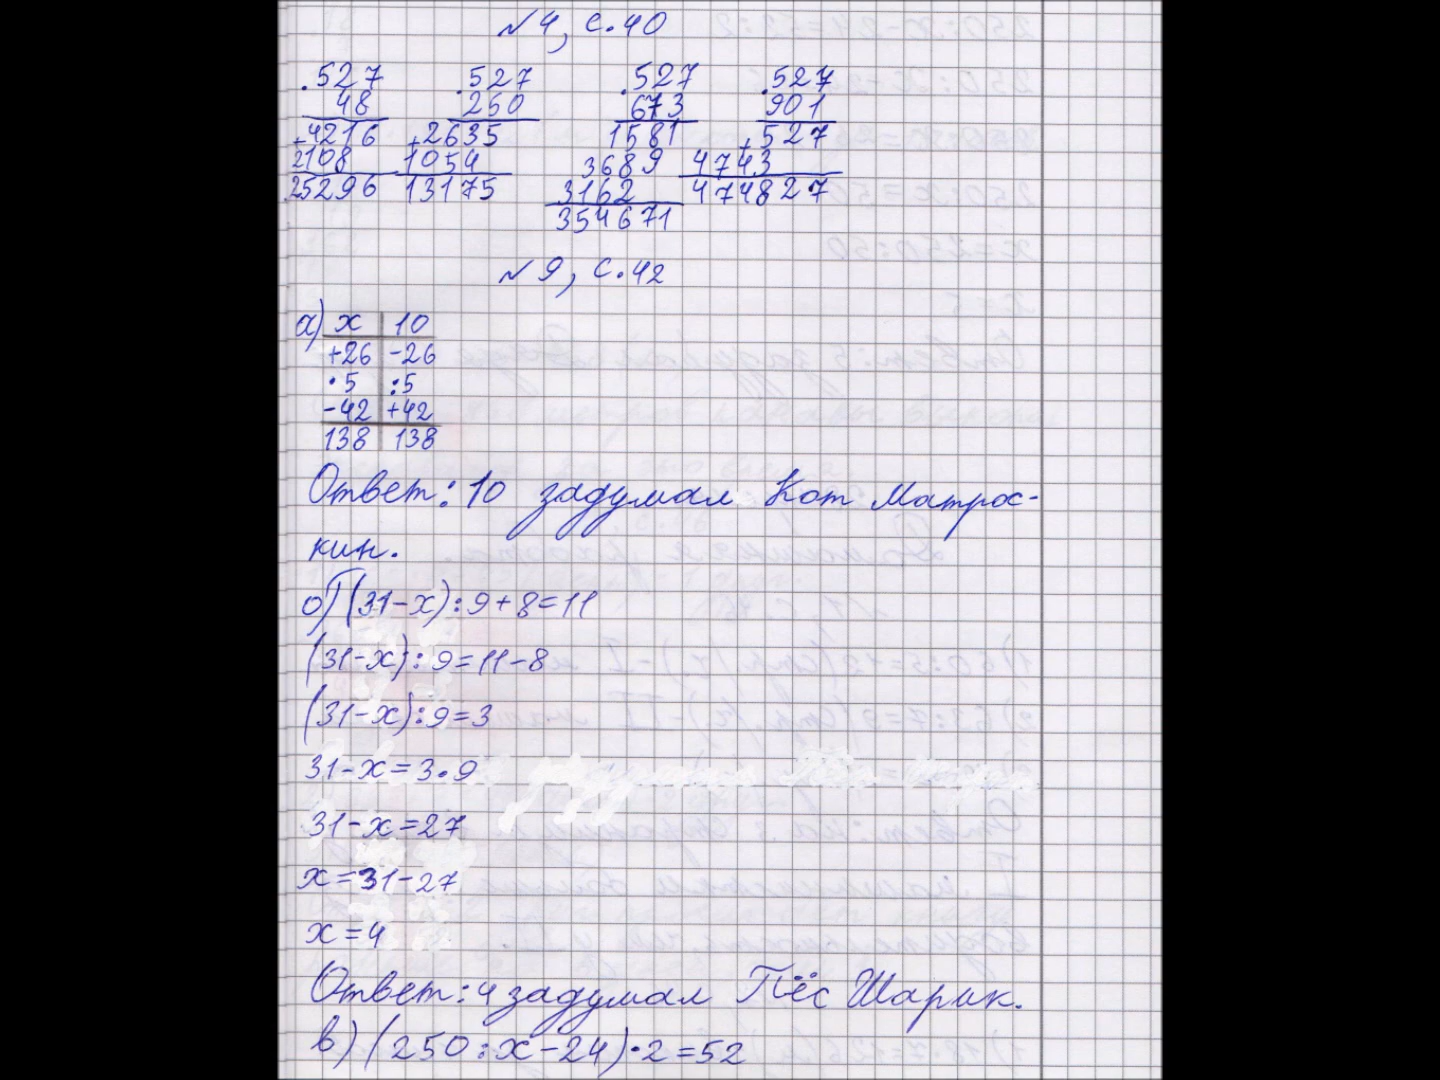 №4, с.40
.527 .527 .527 .527
48 250 673 901
+4216 +2635 1581 +527
2108 1054 3689 4743
25296 13175 3162 474827
354671
№9, с.42
а) x 10
+26 -26
·5 :5
-42 +42
138 138
Ответ: 10 задумал Кот Матрос-
кин.
б) (31-x):9+8=11
(31-x):9=11-8
(31-x):9=3
31-x=3·9
31-x=27
x=31-27
x=4
Ответ: 4 задумал Пёс Шарик.
в) (250:x-24)·2=52